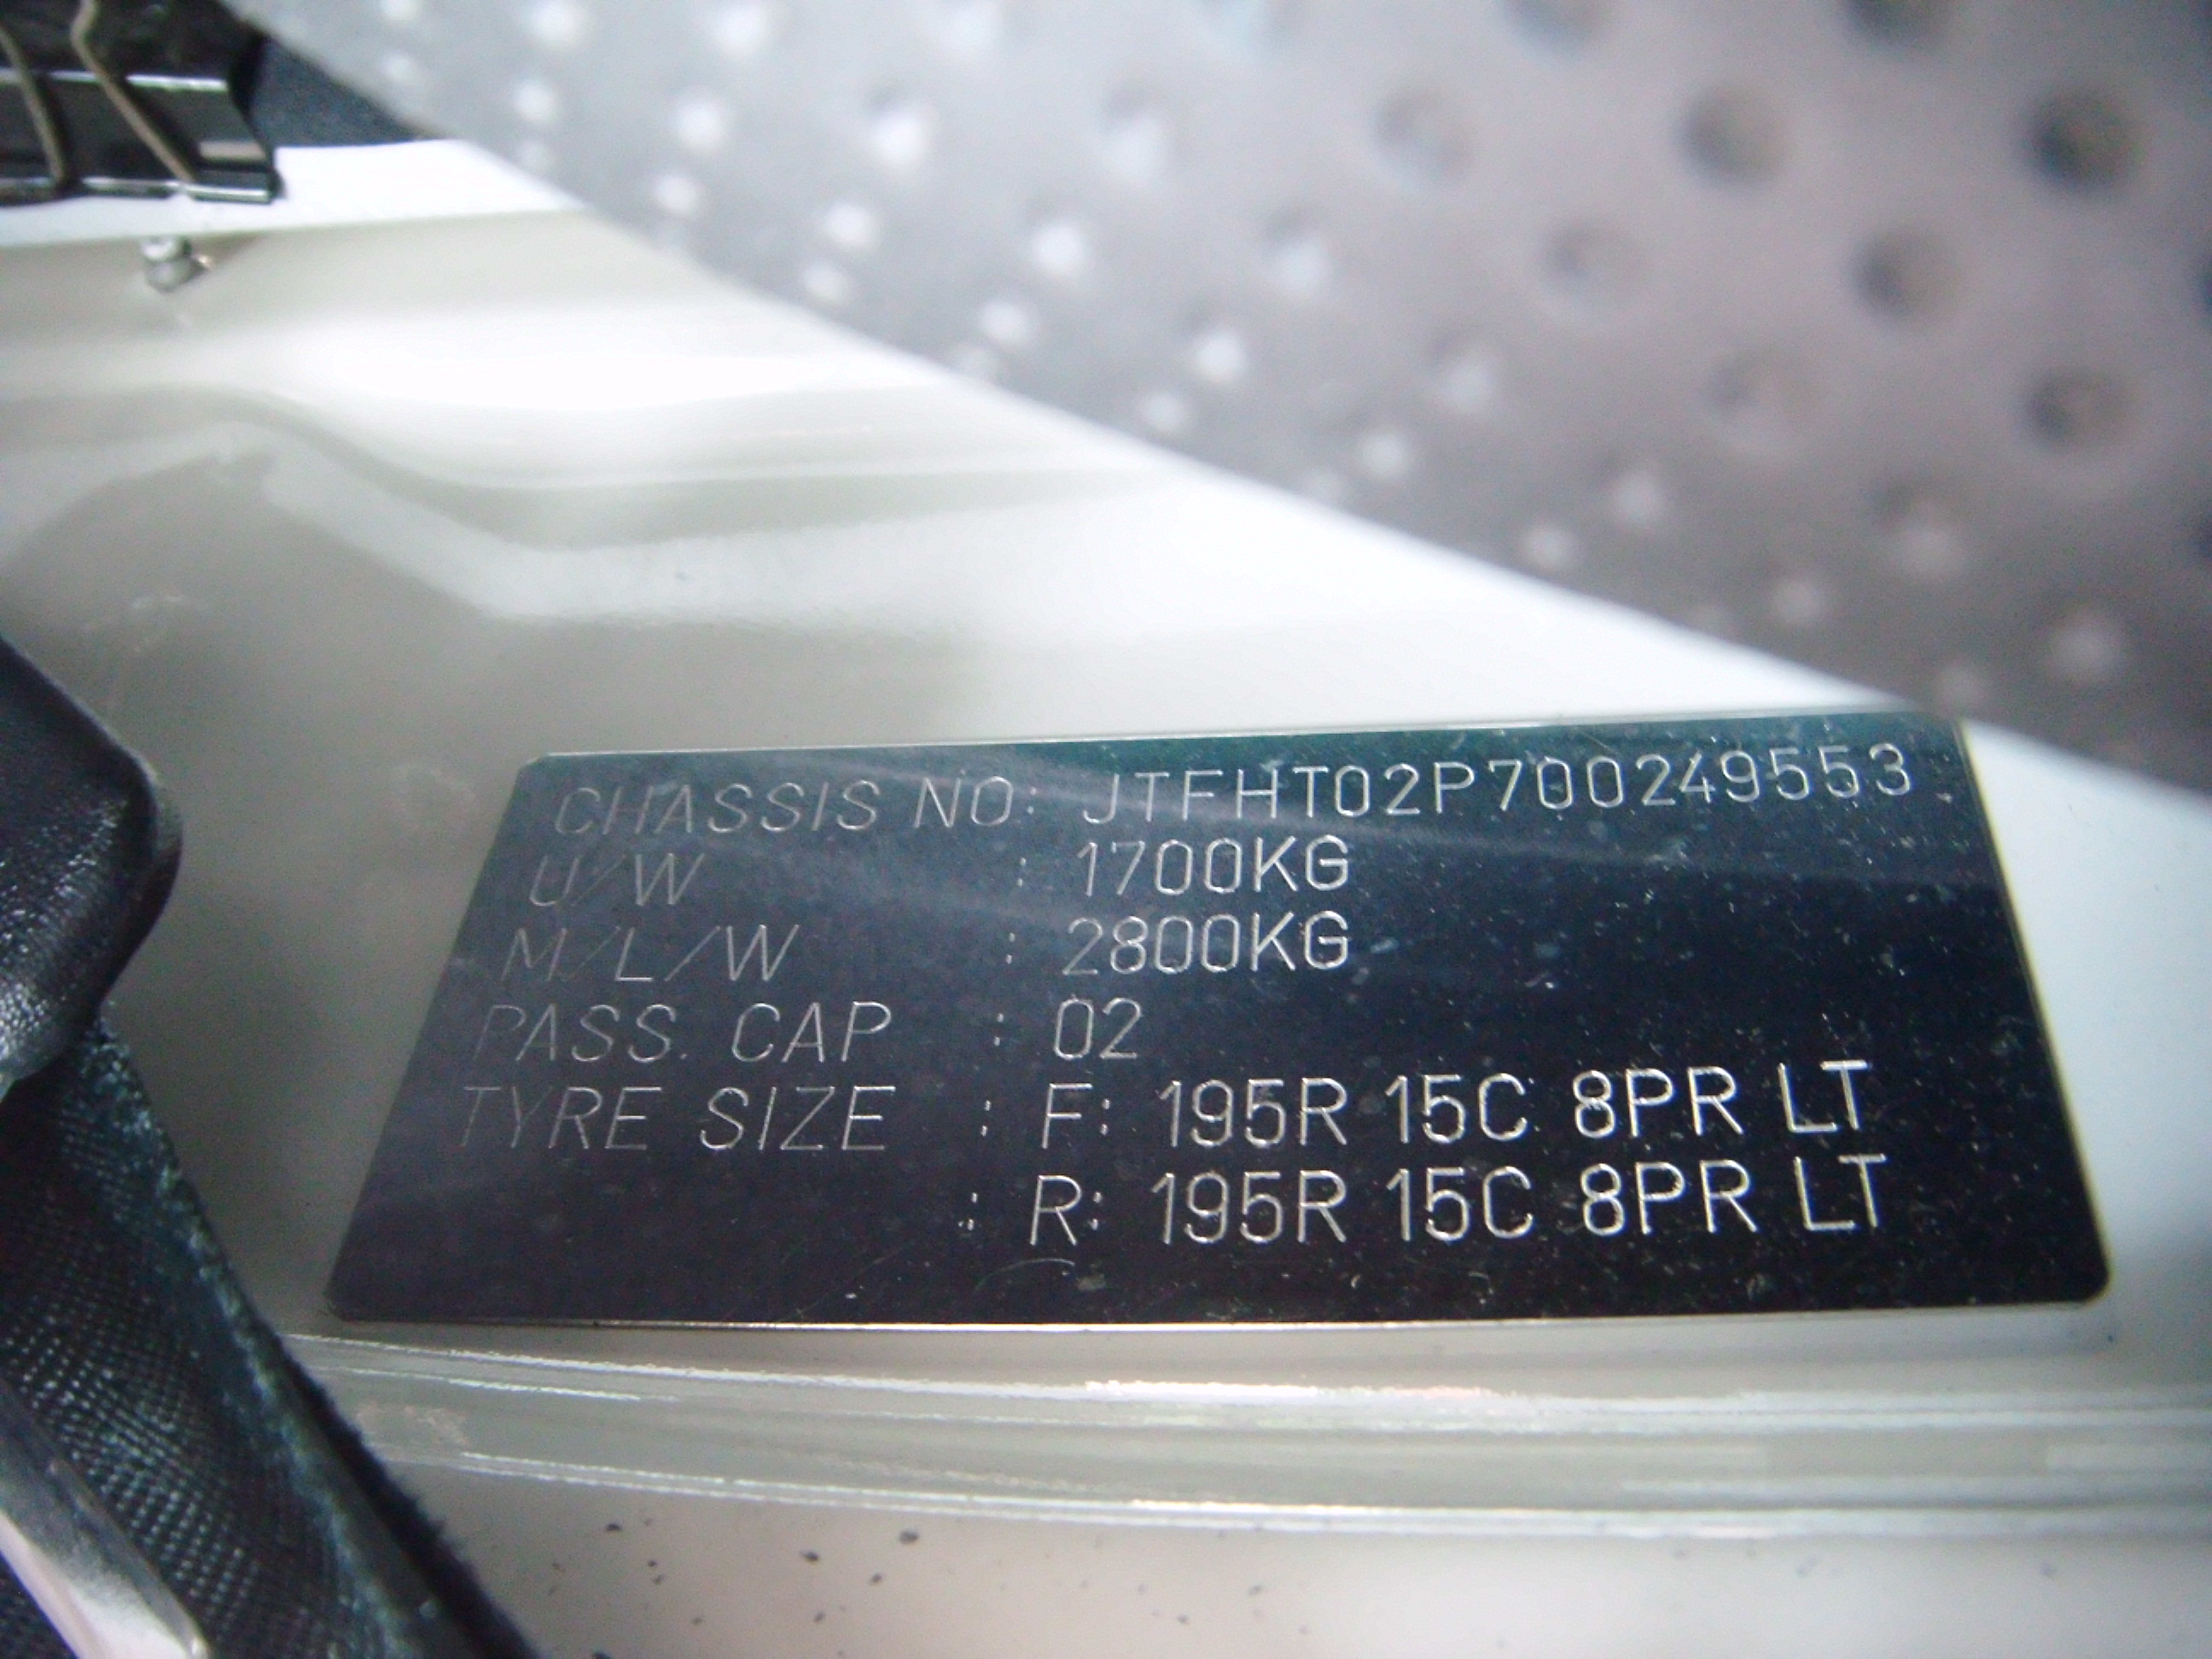 CHASSIS NO: JTFHT02P700249553
U/W : 1700KG
M/L/W : 2800KG
PASS. CAP : 02
TYRE SIZE : F: 195R 15C 8PR LT
: R: 195R 15C 8PR LT